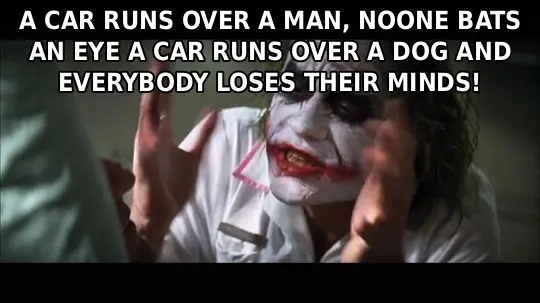 A CAR RUNS OVER A MAN, NOONE BATS
AN EYE A CAR RUNS OVER A DOG AND
EVERYBODY LOSES THEIR MINDS!